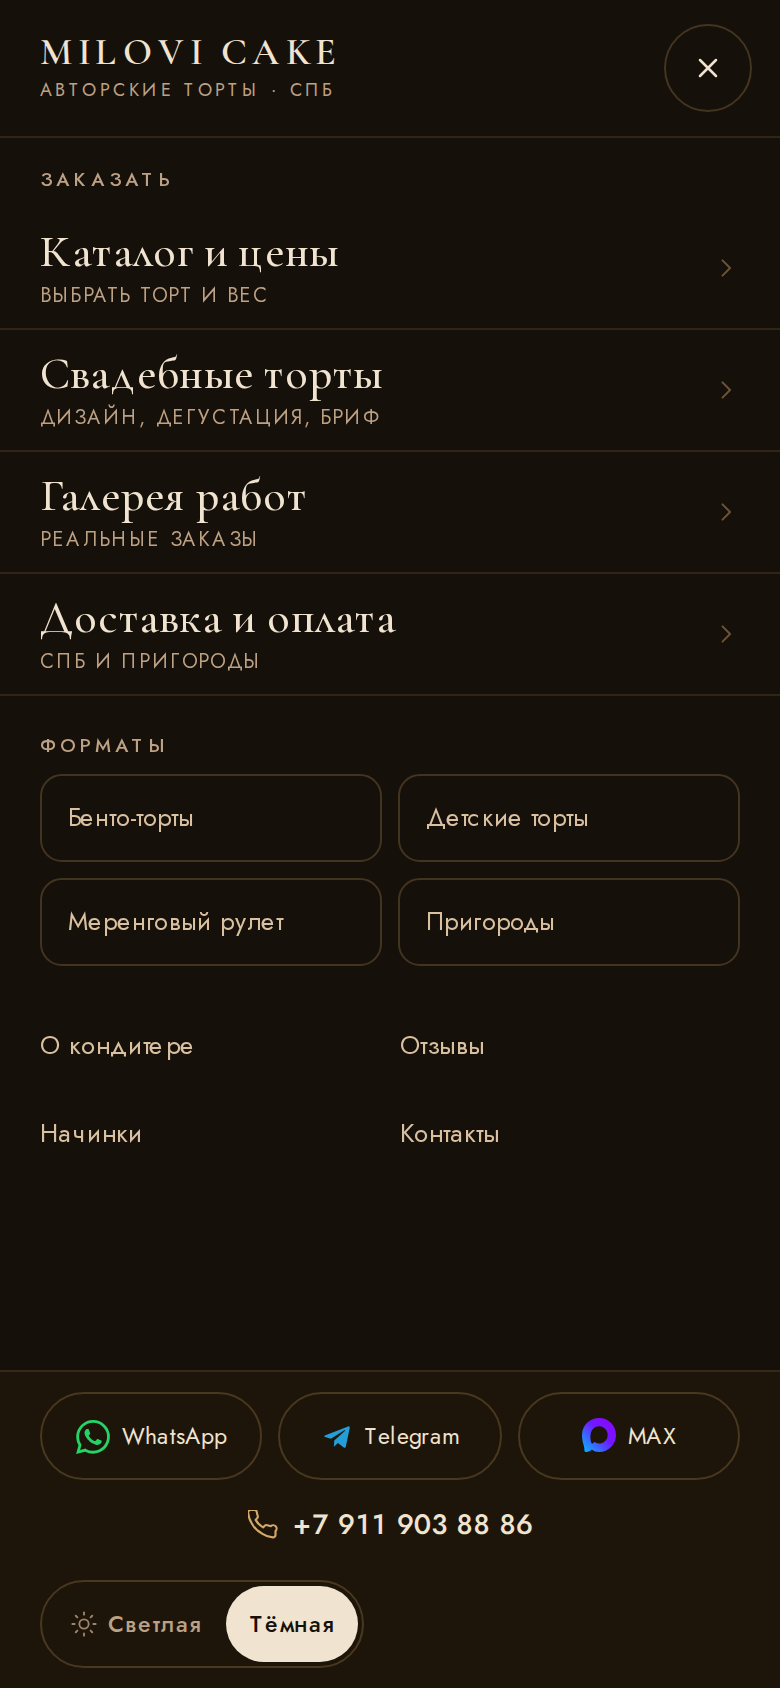 MILOVI CAKE
АВТОРСКИЕ ТОРТЫ · СПБ
ЗАКАЗАТЬ
Каталог и цены
ВЫБРАТЬ ТОРТ И ВЕС
Свадебные торты
ДИЗАЙН, ДЕГУСТАЦИЯ, БРИФ
Галерея работ
РЕАЛЬНЫЕ ЗАКАЗЫ
Доставка и оплата
СПБ И ПРИГОРОДЫ
ФОРМАТЫ
Бенто-торты
Детские торты
Меренговый рулет
Пригороды
О кондитере
Отзывы
Начинки
Контакты
WhatsApp
Telegram
MAX
+7 911 903 88 86
Светлая
Тёмная